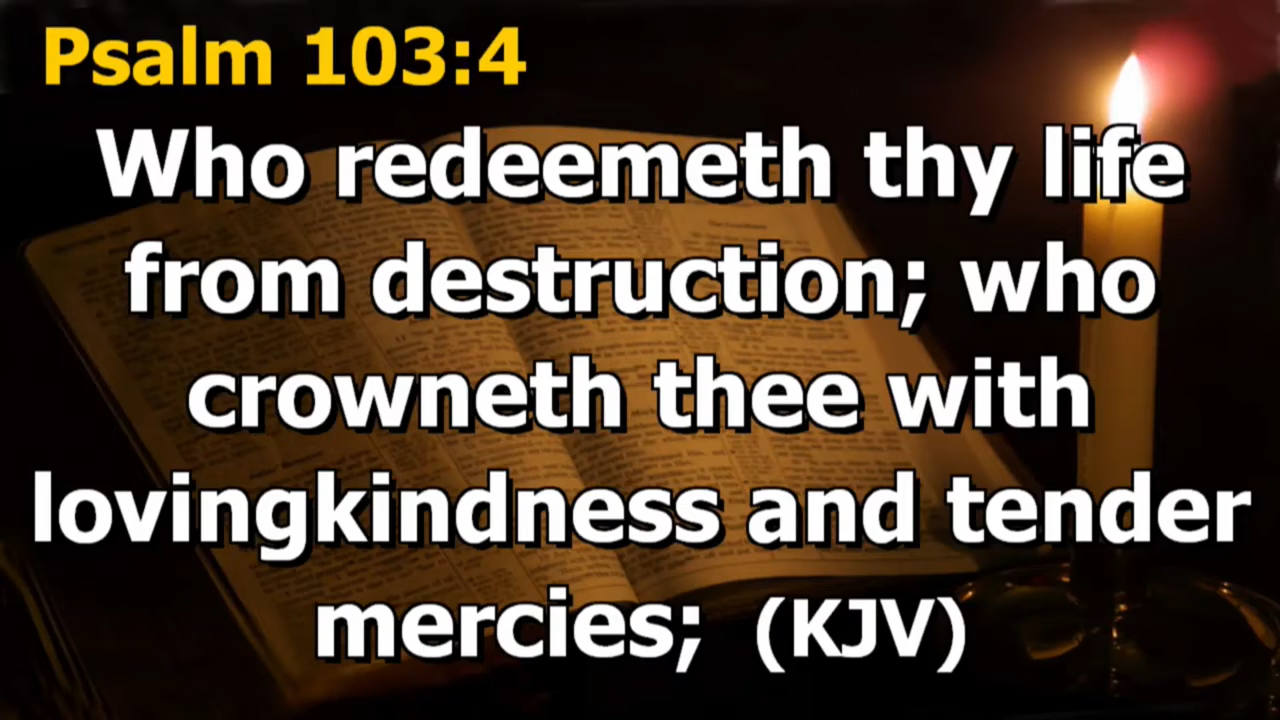 Psalm 103:4
Who redeemeth thy life
from destruction; who
crowneth thee with
lovingkindness and tender
mercies; (KJV)